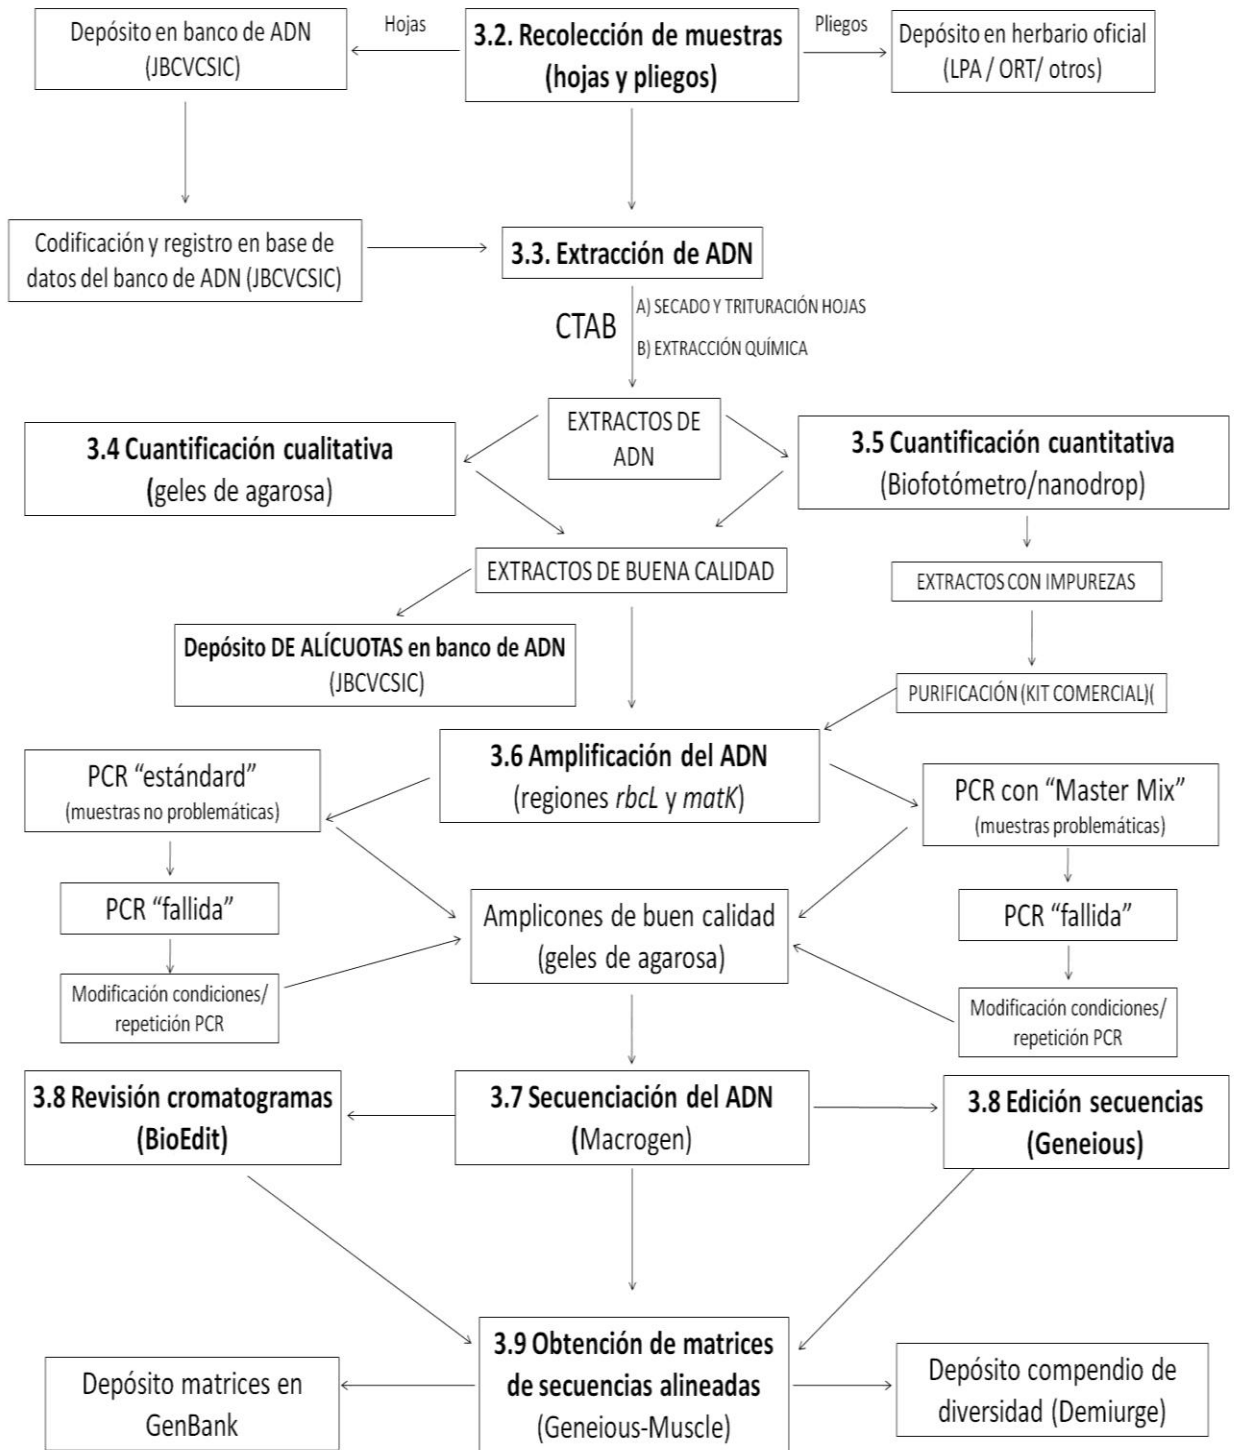 Depósito en banco de ADN
(JBCVCSIC)
Hojas
3.2. Recolección de muestras
(hojas y pliegos)
Pliegos
Depósito en herbario oficial
(LPA / ORT/ otros)
Codificación y registro en base de
datos del banco de ADN (JBCVCSIC)
3.3. Extracción de ADN
CTAB
A) SECADO Y TRITURACIÓN HOJAS
B) EXTRACCIÓN QUÍMICA
EXTRACTOS DE
ADN
3.4 Cuantificación cualitativa
(geles de agarosa)
3.5 Cuantificación cuantitativa
(Biofotómetro/nanodrop)
EXTRACTOS DE BUENA CALIDAD
EXTRACTOS CON IMPUREZAS
Depósito DE ALÍCUOTAS en banco de ADN
(JBCVCSIC)
PURIFICACIÓN (KIT COMERCIAL)(
3.6 Amplificación del ADN
(regiones rbcL y matK)
PCR “estándard”
(muestras no problemáticas)
PCR con “Master Mix”
(muestras problemáticas)
PCR “fallida”
Amplicones de buen calidad
(geles de agarosa)
PCR “fallida”
Modificación condiciones/
repetición PCR
Modificación condiciones/
repetición PCR
3.8 Revisión cromatogramas
(BioEdit)
3.7 Secuenciación del ADN
(Macrogen)
3.8 Edición secuencias
(Geneious)
3.9 Obtención de matrices
de secuencias alineadas
(Geneious-Muscle)
Depósito matrices en
GenBank
Depósito compendio de
diversidad (Demiurge)